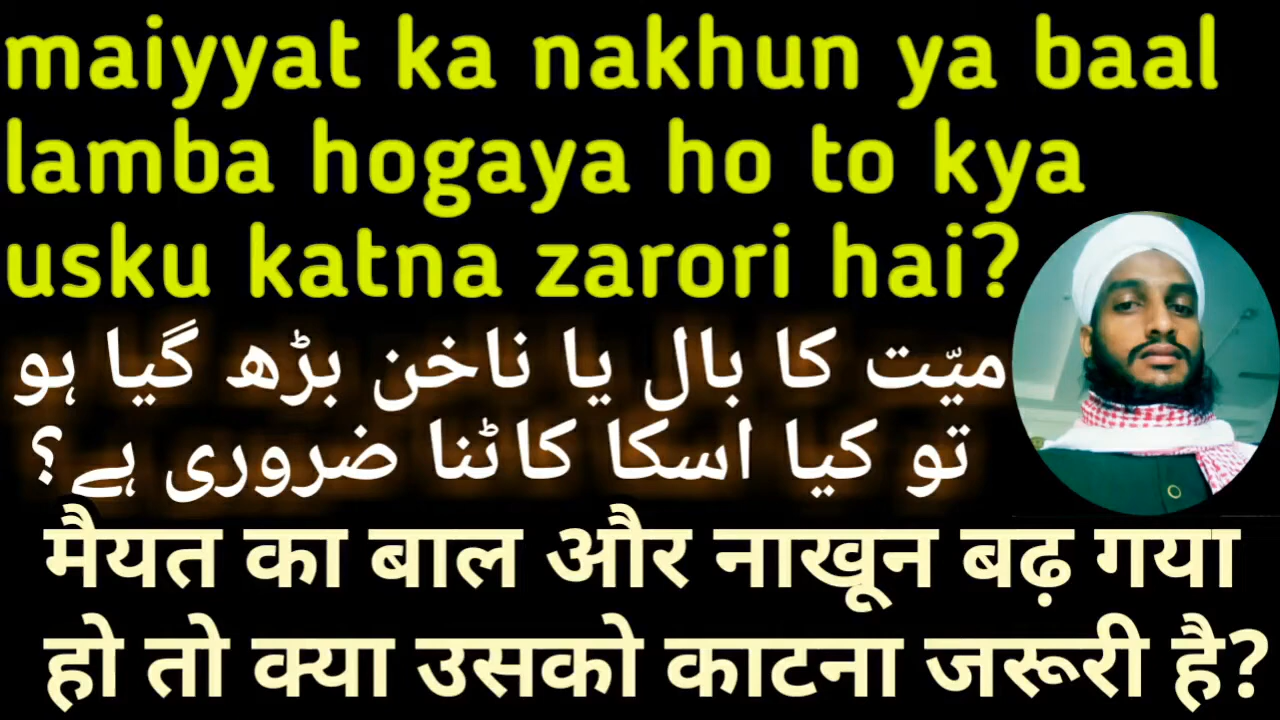 maiyyat ka nakhun ya baal
lamba hogaya ho to kya
usku katna zarori hai?
میّت کا بال یا ناخن بڑھ گیا ہو
تو کیا اسکا کاٹنا ضروری ہے؟
मैयत का बाल और नाखून बढ़ गया
हो तो क्या उसको काटना जरूरी है?